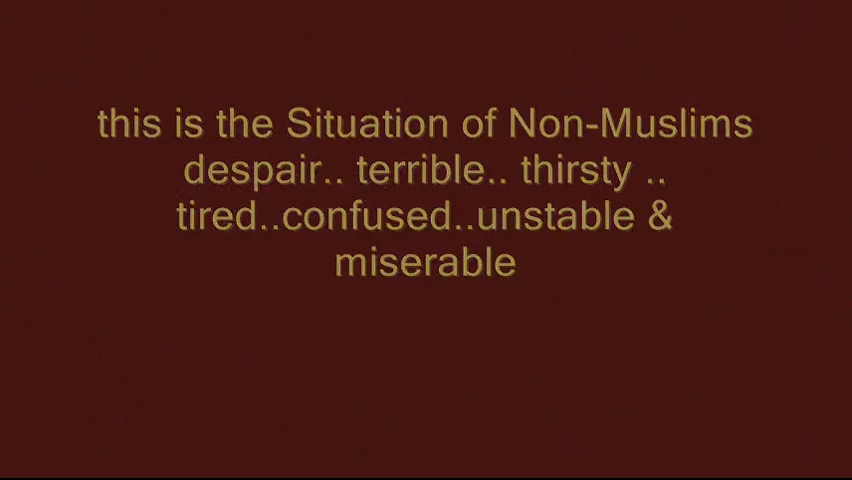 this is the Situation of Non-Muslims
despair.. terrible.. thirsty ..
tired..confused..unstable &
miserable